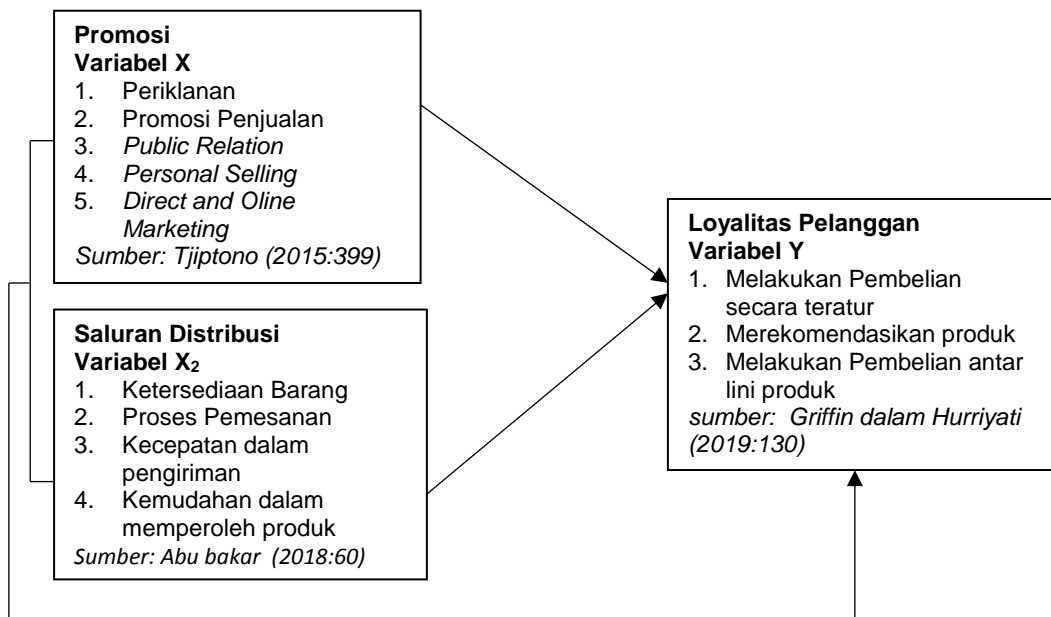 Promosi
Variabel X
1. Periklanan
2. Promosi Penjualan
3. Public Relation
4. Personal Selling
5. Direct and Oline
Marketing
Sumber: Tjiptono (2015:399)
Saluran Distribusi
Variabel X₂
1. Ketersediaan Barang
2. Proses Pemesanan
3. Kecepatan dalam
pengiriman
4. Kemudahan dalam
memperoleh produk
Sumber: Abu bakar (2018:60)
Loyalitas Pelanggan
Variabel Y
1. Melakukan Pembelian
secara teratur
2. Merekomendasikan produk
3. Melakukan Pembelian antar
lini produk
sumber: Griffin dalam Hurriyati
(2019:130)